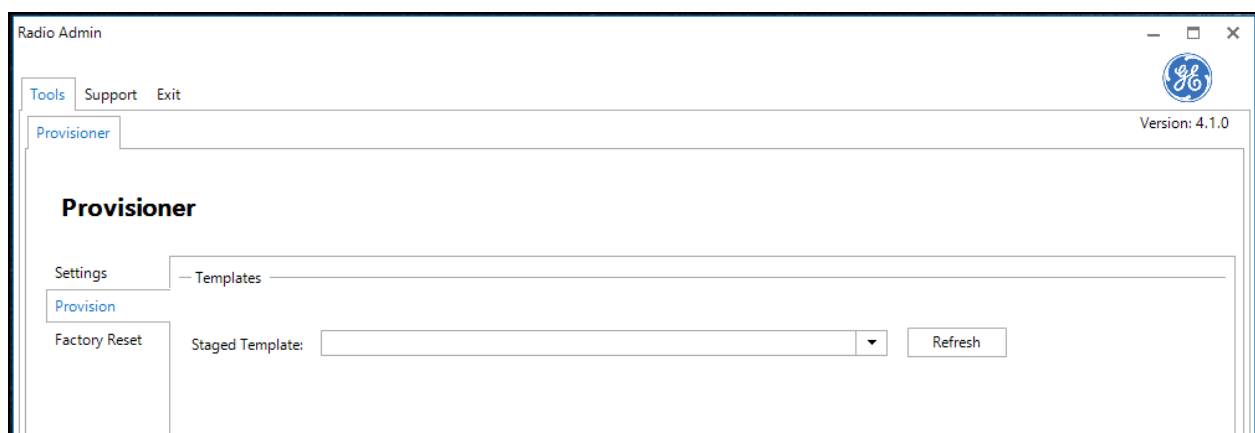 Radio Admin
Tools Support Exit
Version: 4.1.0
Provisioner
Provisioner
Settings
Templates
Provision
Factory Reset
Staged Template:
Refresh